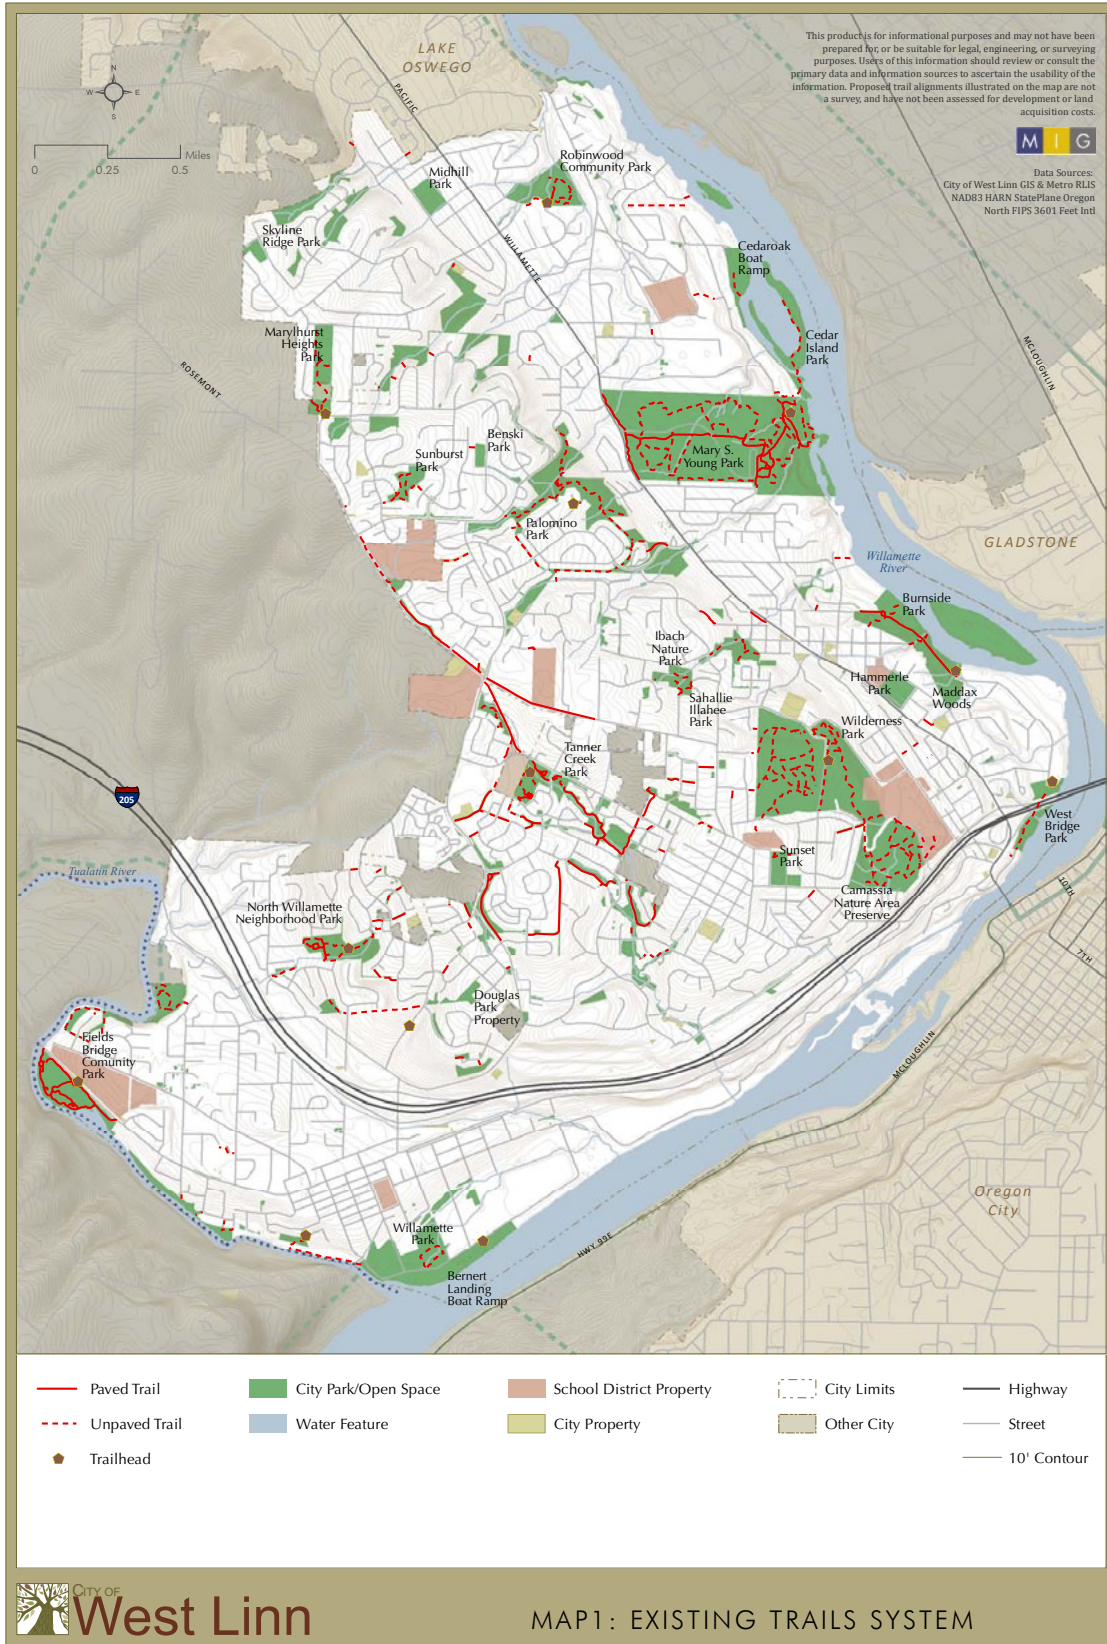 LAKE
OSWEGO
This product is for informational purposes and may not have been
prepared for, or be suitable for legal, engineering, or surveying
purposes. Users of this information should review or consult the
primary data and information sources to ascertain the usability of the
information. Proposed trail alignments illustrated on the map are not
a survey, and have not been assessed for development or land
acquisition costs.
M I G
Data Sources:
City of West Linn GIS & Metro RLIS
NAD83 HARN StatePlane Oregon
North FIPS 3601 Feet Intl
N
W E
S
Miles
0 0.25 0.5
PACIFIC
Robinwood
Community Park
Midhill
Park
Skyline
Ridge Park
WILLAMETTE
Cedaroak
Boat
Ramp
Marylhurst
Heights
Park
Cedar
Island
Park
MCLOUGHLIN
ROSEMONT
Benski
Park
Sunburst
Park
Mary S.
Young Park
Palomino
Park
GLADSTONE
Willamette
River
Burnside
Park
Ibach
Nature
Park
Hammerle
Park
Maddax
Woods
Sahallie
Illahee
Park
Wilderness
Park
Tanner
Creek
Park
205
West
Bridge
Park
Sunset
Park
Tualatin River
10TH
Camassia
Nature Area
Preserve
North Willamette
Neighborhood Park
7TH
Douglas
Park
Property
Fields
Bridge
Comunity
Park
MCLOUGHLIN
Oregon
City
Willamette
Park
HWY 99E
Bernert
Landing
Boat Ramp
Paved Trail
City Park/Open Space
School District Property
City Limits
Highway
Unpaved Trail
Water Feature
City Property
Other City
Street
Trailhead
10' Contour
CITY OF
West Linn
MAP1: EXISTING TRAILS SYSTEM